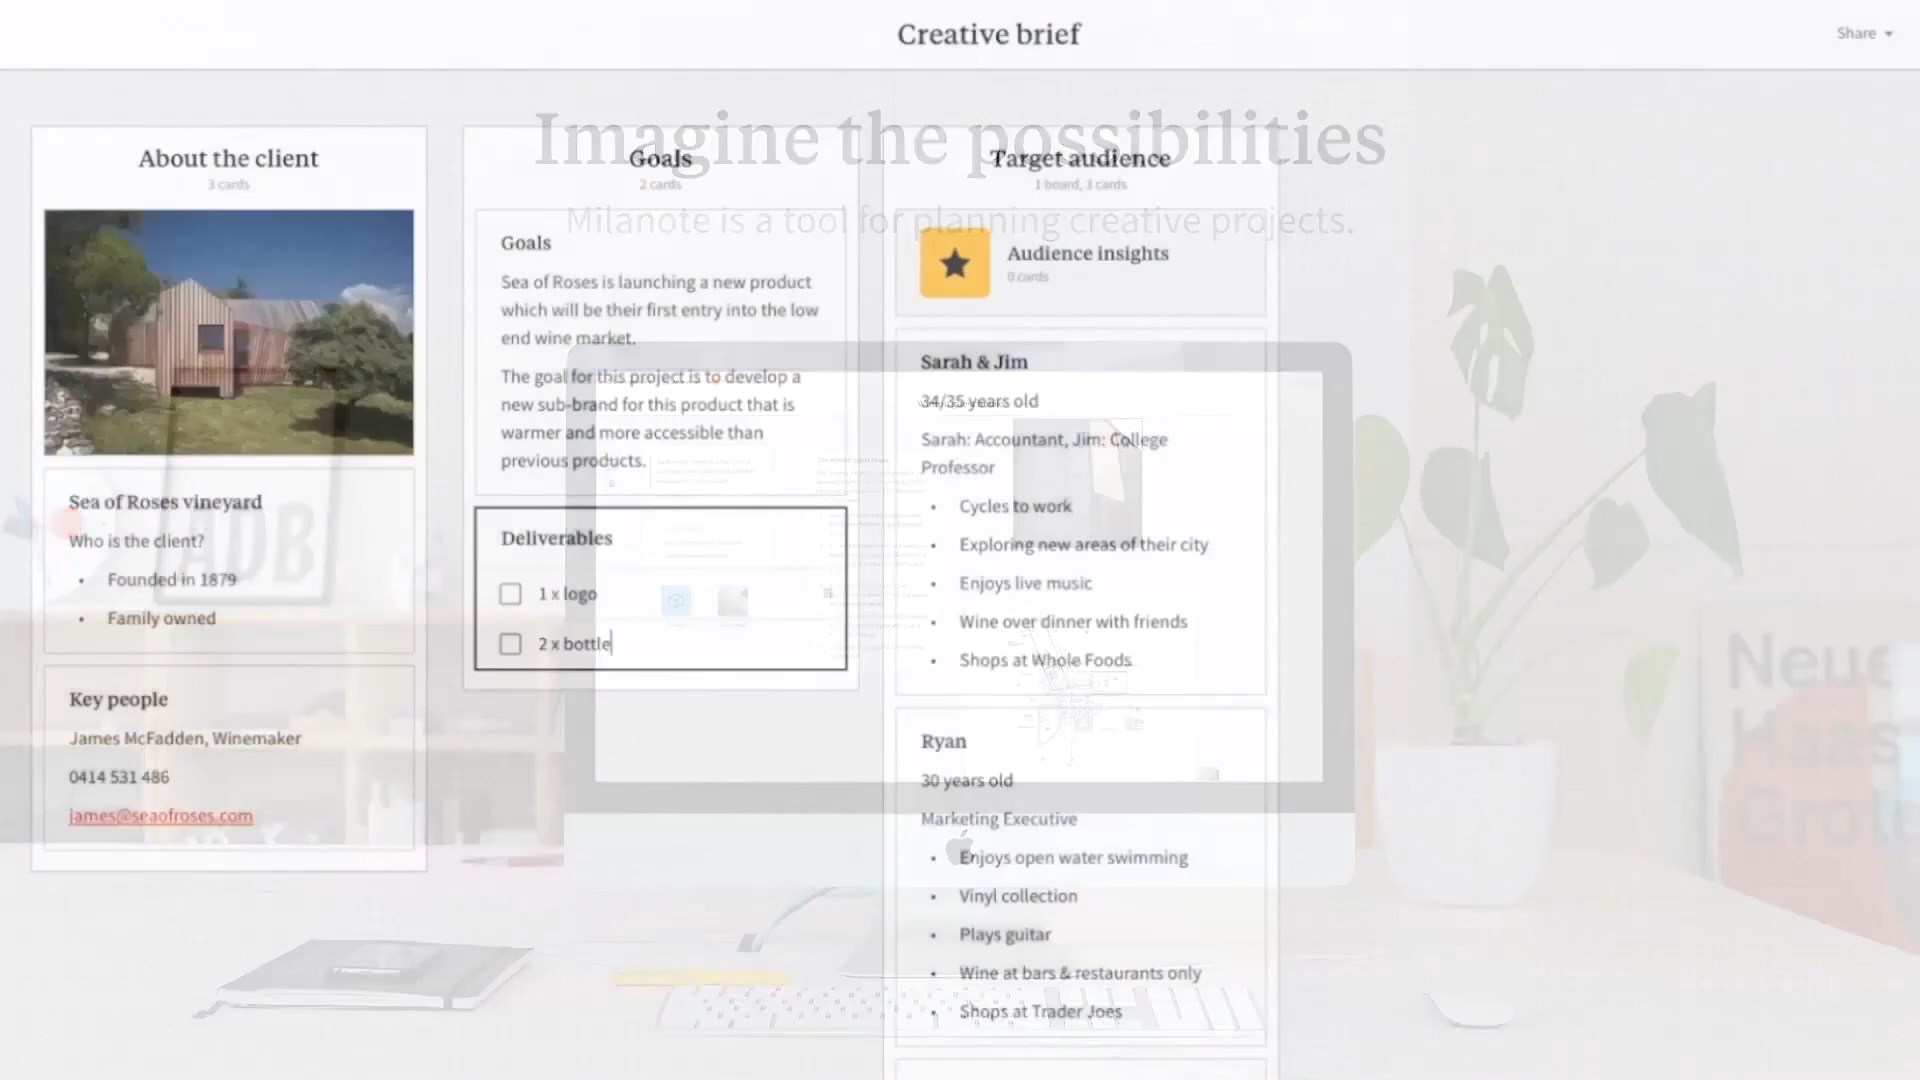 Creative brief
Share
Imagine the possibilities
Milanote is a tool for planning creative projects.
About the client
3 cards
Sea of Roses vineyard
Who is the client?
• Founded in 1879
• Family owned
Key people
James McFadden, Winemaker
0414 531 486
james@seaofroses.com
Goals
2 cards
Goals
Sea of Roses is launching a new product
which will be their first entry into the low
end wine market.
The goal for this project is to develop a
new sub-brand for this product that is
warmer and more accessible than
previous products.
Deliverables
1 x logo
2 x bottle
Target audience
1 board, 3 cards
Audience insights
0 cards
Sarah & Jim
34/35 years old
Sarah: Accountant, Jim: College
Professor
• Cycles to work
• Exploring new areas of their city
• Enjoys live music
• Wine over dinner with friends
• Shops at Whole Foods
Ryan
30 years old
Marketing Executive
• Enjoys open water swimming
• Vinyl collection
• Plays guitar
• Wine at bars & restaurants only
• Shops at Trader Joes
ADB
Neue
Haas
Grote